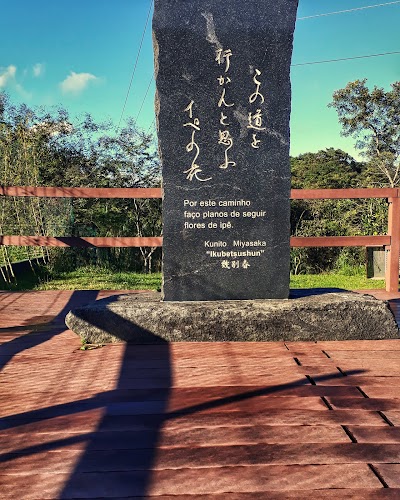 この道を
行かんと思ふ
イペの花
Por este caminho
faço planos de seguir
flores de ipê.
Kunito Miyasaka
"Ikubetsushun"
幾別春